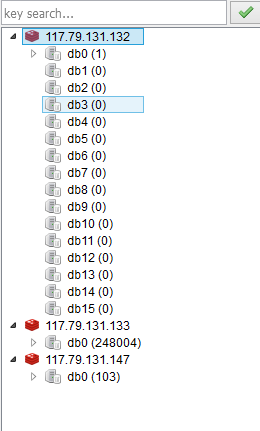 key search...
117.79.131.132
db0 (1)
db1 (0)
db2 (0)
db3 (0)
db4 (0)
db5 (0)
db6 (0)
db7 (0)
db8 (0)
db9 (0)
db10 (0)
db11 (0)
db12 (0)
db13 (0)
db14 (0)
db15 (0)
117.79.131.133
db0 (248004)
117.79.131.147
db0 (103)